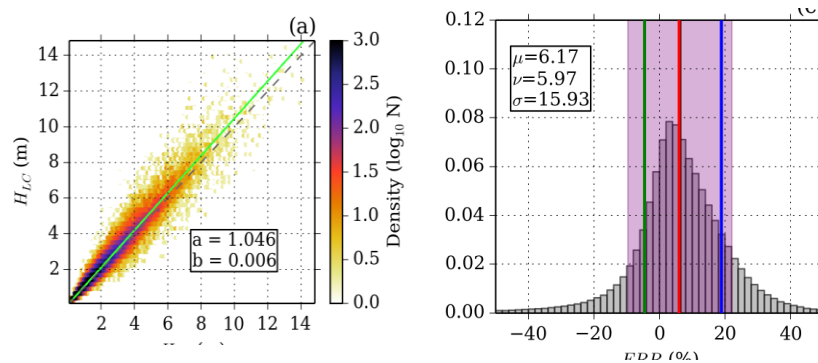 (a)
14
12
10
8
6
4
2
H_LC (m)
2 4 6 8 10 12 14
a = 1.046
b = 0.006
3.0
2.5
2.0
1.5
1.0
0.5
0.0
Density (log₁₀ N)
0.12
0.10
0.08
0.06
0.04
0.02
0.00
μ=6.17
ν=5.97
σ=15.93
−40 −20 0 20 40
ERR (%)